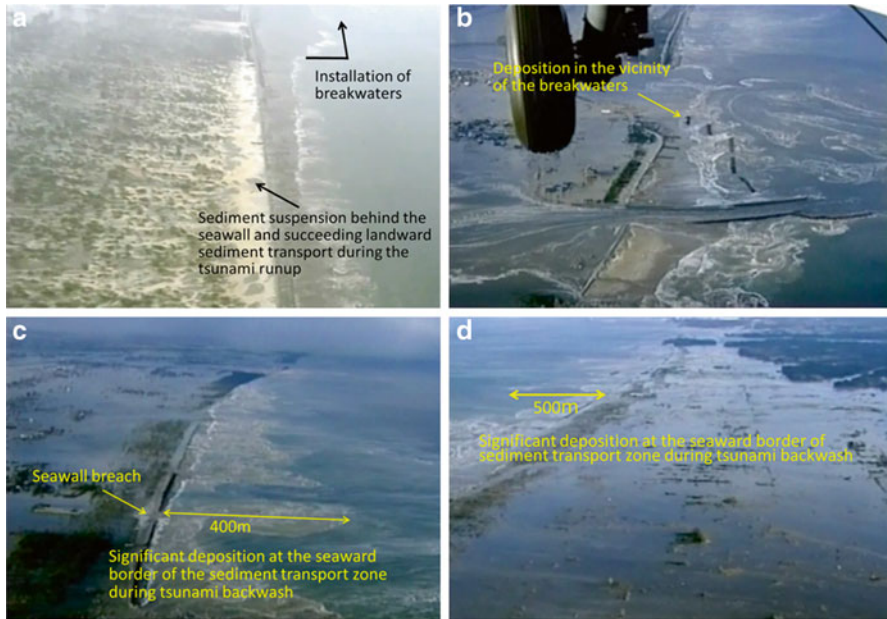 a
Installation of
breakwaters
Sediment suspension behind the
seawall and succeeding landward
sediment transport during the
tsunami runup
b
Deposition in the vicinity
of the breakwaters
c
Seawall breach
400m
Significant deposition at the seaward
border of the sediment transport zone
during tsunami backwash
d
500m
Significant deposition at the seaward border of
sediment transport zone during tsunami backwash